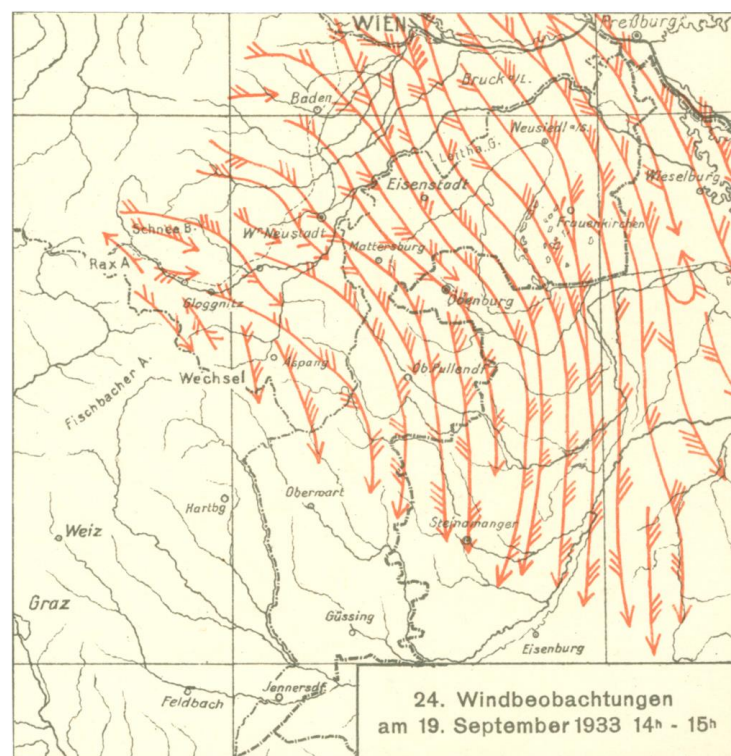 WIEN
Preßburg
Bruck a/L.
Baden
Neusiedl a/S.
Leitha. G.
Eisenstadt
Wieselburg
Schnee B.
Frauenkirchen
Wr Neustadt
Mattersburg
Rax A
Gloggnitz
Ödenburg
Aspang
Ob.Pullendf.
Wechsel
Fischbacher A.
Hartbg
Oberwart
Steinamanger
Weiz
Graz
Güssing
Eisenburg
Feldbach
Jennersdf.
24. Windbeobachtungen
am 19. September 1933 14h - 15h